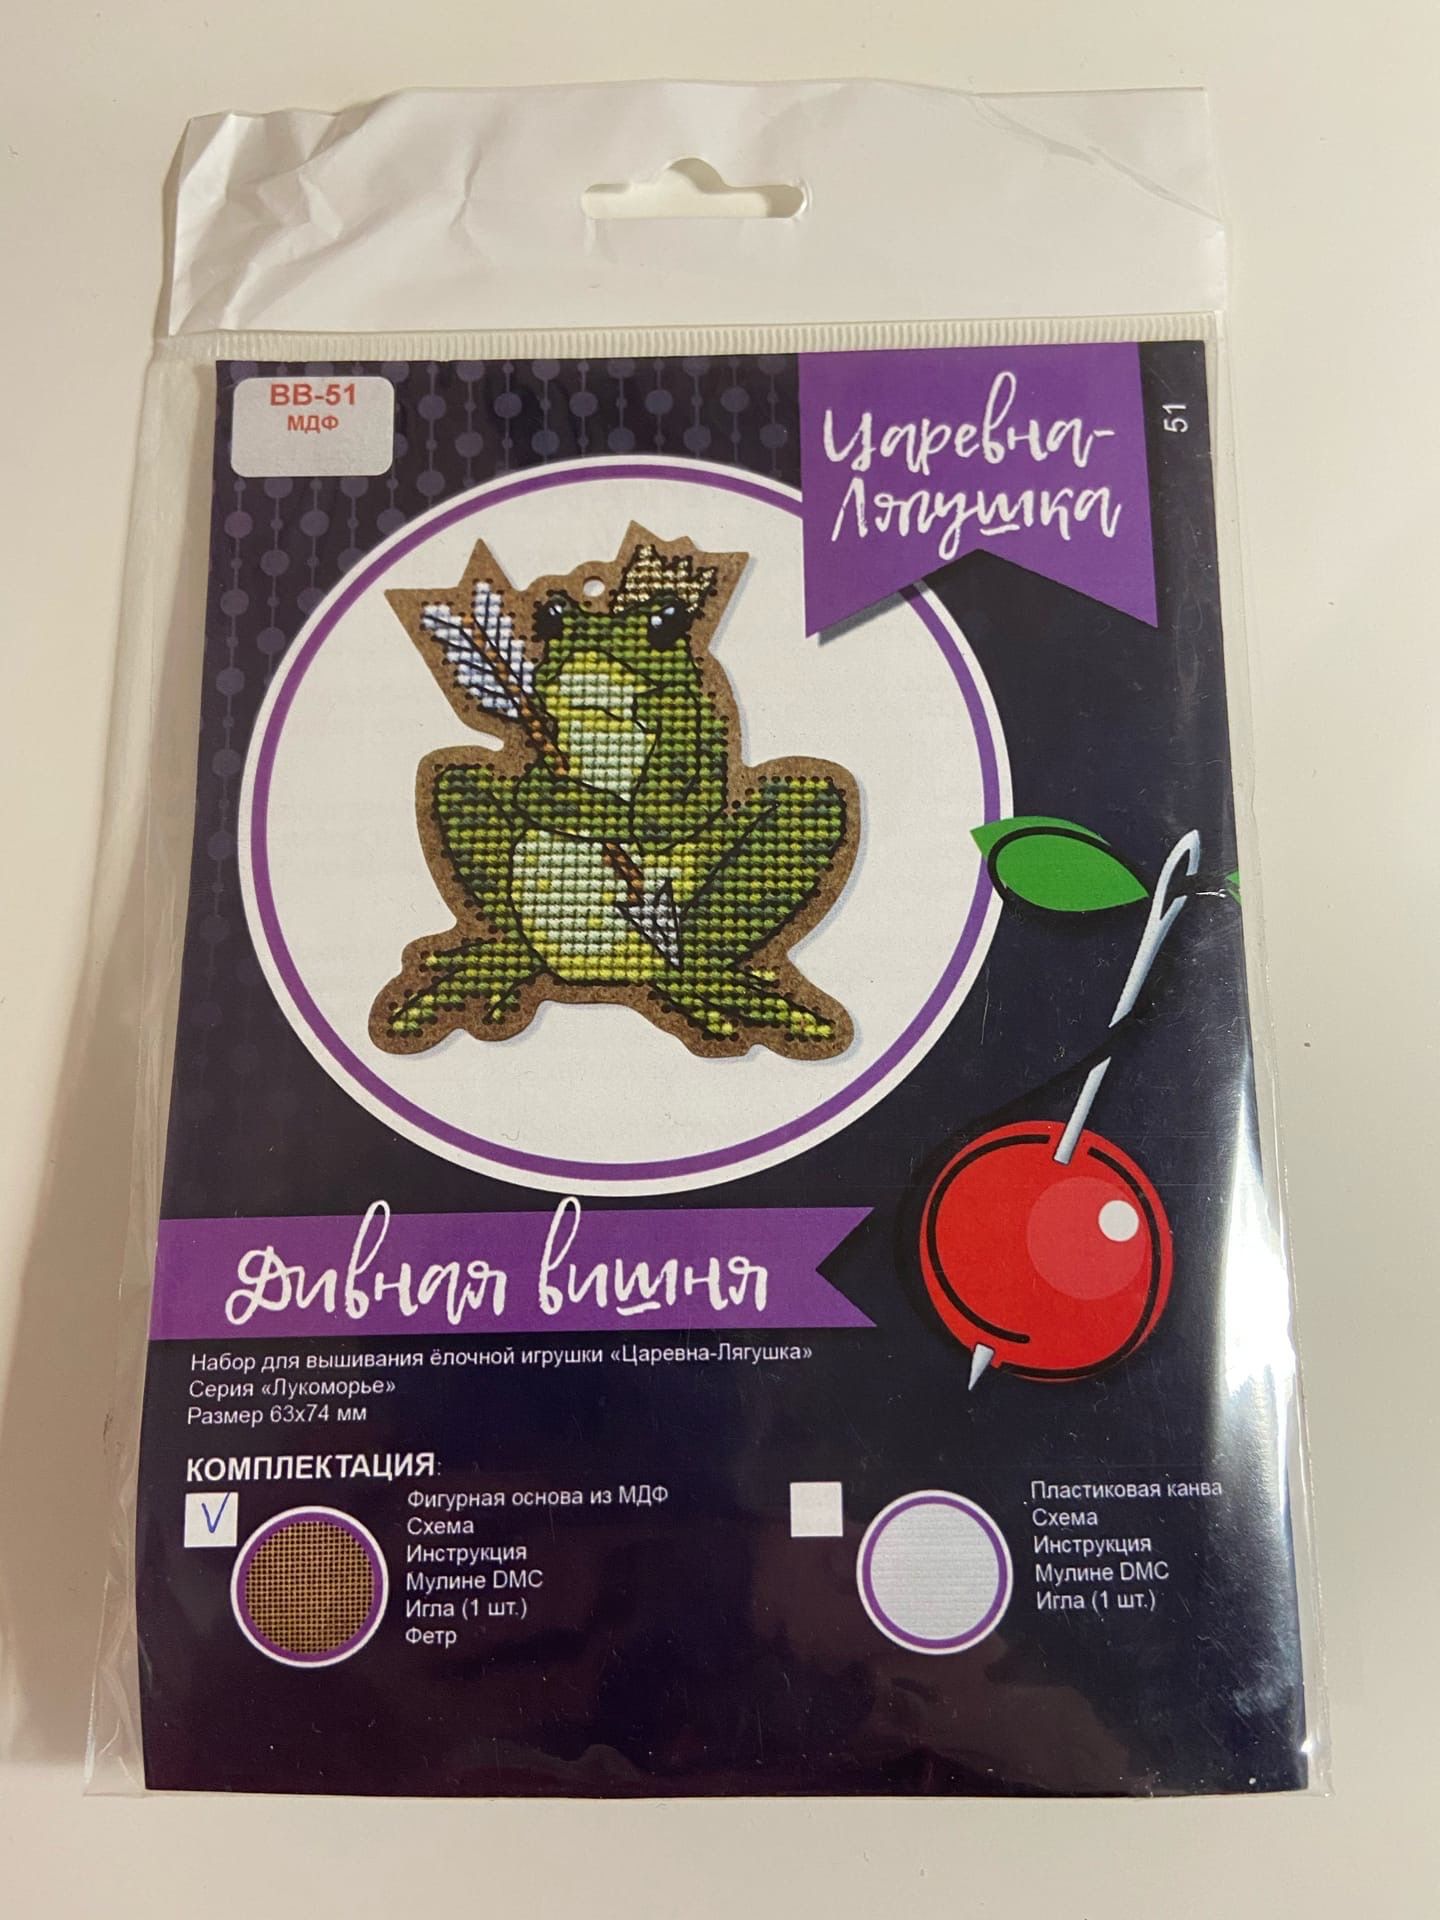 ВВ-51
МДФ
Царевна-
Лягушка
51
Дивная вишня
Набор для вышивания ёлочной игрушки «Царевна-Лягушка»
Серия «Лукоморье»
Размер 63х74 мм
КОМПЛЕКТАЦИЯ:
V
Фигурная основа из МДФ
Схема
Инструкция
Мулине DMC
Игла (1 шт.)
Фетр
Пластиковая канва
Схема
Инструкция
Мулине DMC
Игла (1 шт.)